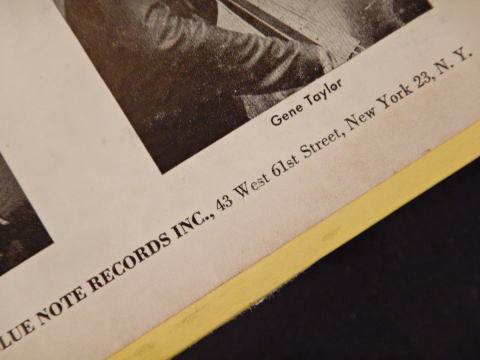 Gene Taylor
LUE NOTE RECORDS INC., 43 West 61st Street, New York 23, N. Y.